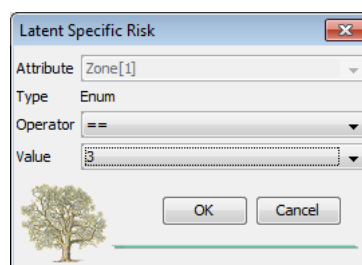 Latent Specific Risk
Attribute Zone[1]
Type Enum
Operator ==
Value 3
OK Cancel